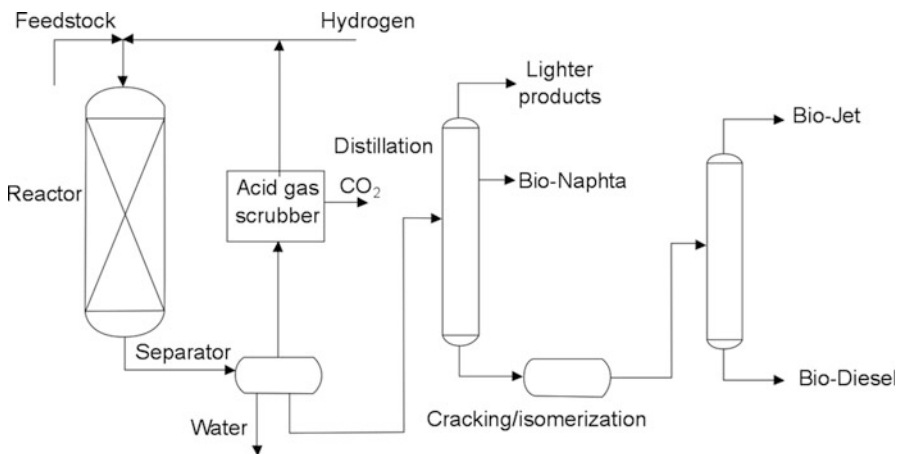 Feedstock
Hydrogen
Lighter
products
Bio-Jet
Distillation
Reactor
Acid gas
scrubber
CO₂
Bio-Naphta
Separator
Water
Cracking/isomerization
Bio-Diesel